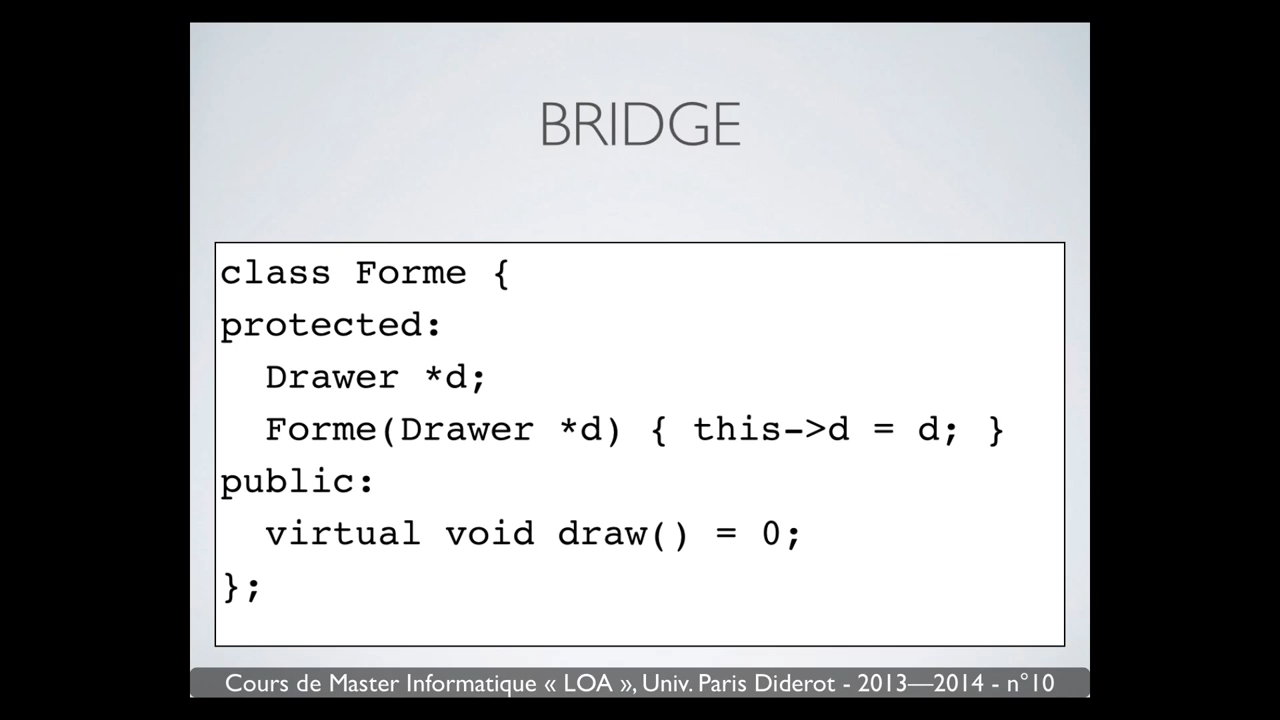 BRIDGE
class Forme {
protected:
  Drawer *d;
  Forme(Drawer *d) { this->d = d; }
public:
  virtual void draw() = 0;
};
Cours de Master Informatique « LOA », Univ. Paris Diderot - 2013—2014 - n°10